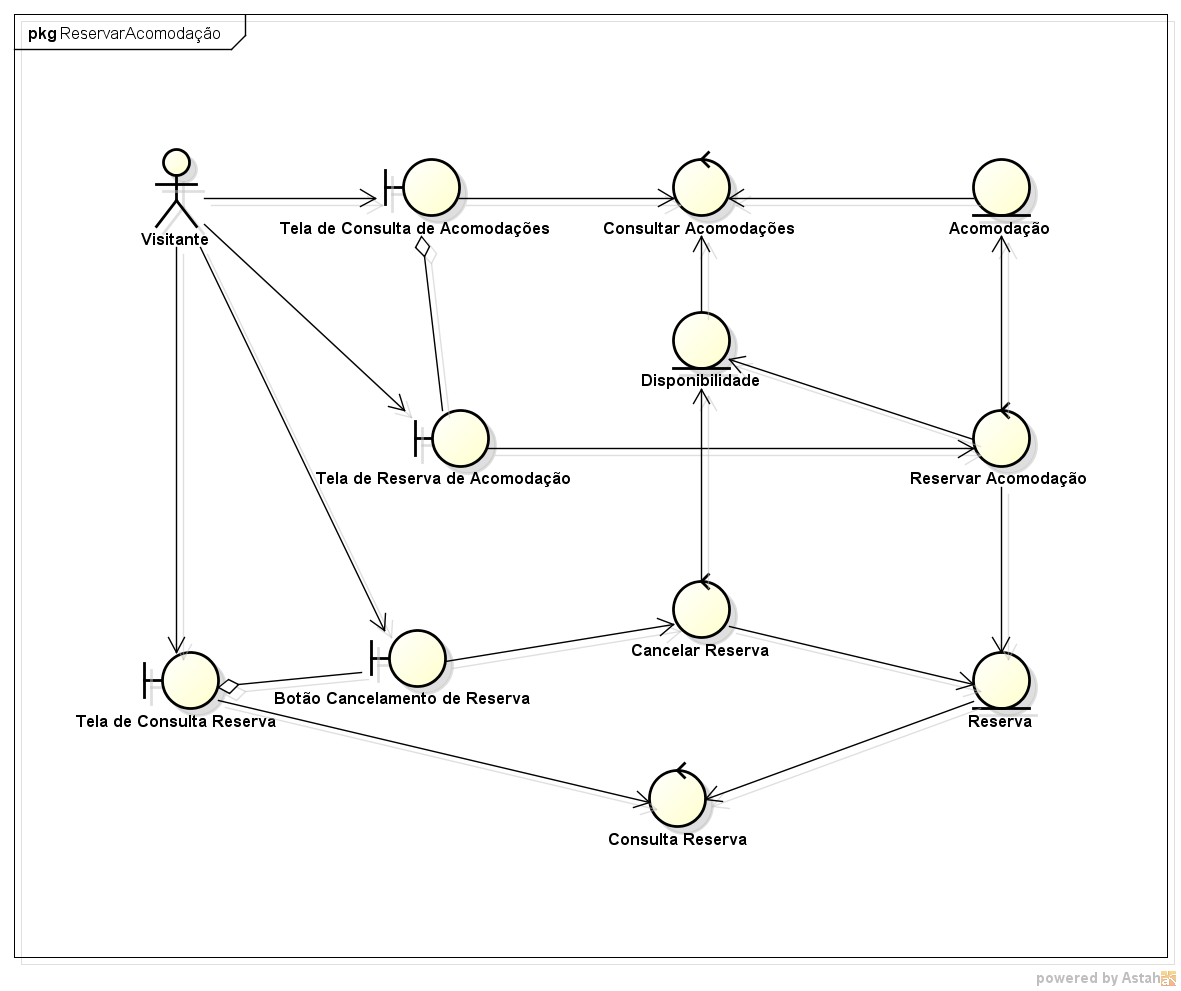 pkg ReservarAcomodação
Visitante
Tela de Consulta de Acomodações
Consultar Acomodações
Acomodação
Disponibilidade
Tela de Reserva de Acomodação
Reservar Acomodação
Cancelar Reserva
Botão Cancelamento de Reserva
Tela de Consulta Reserva
Reserva
Consulta Reserva
powered by Astah